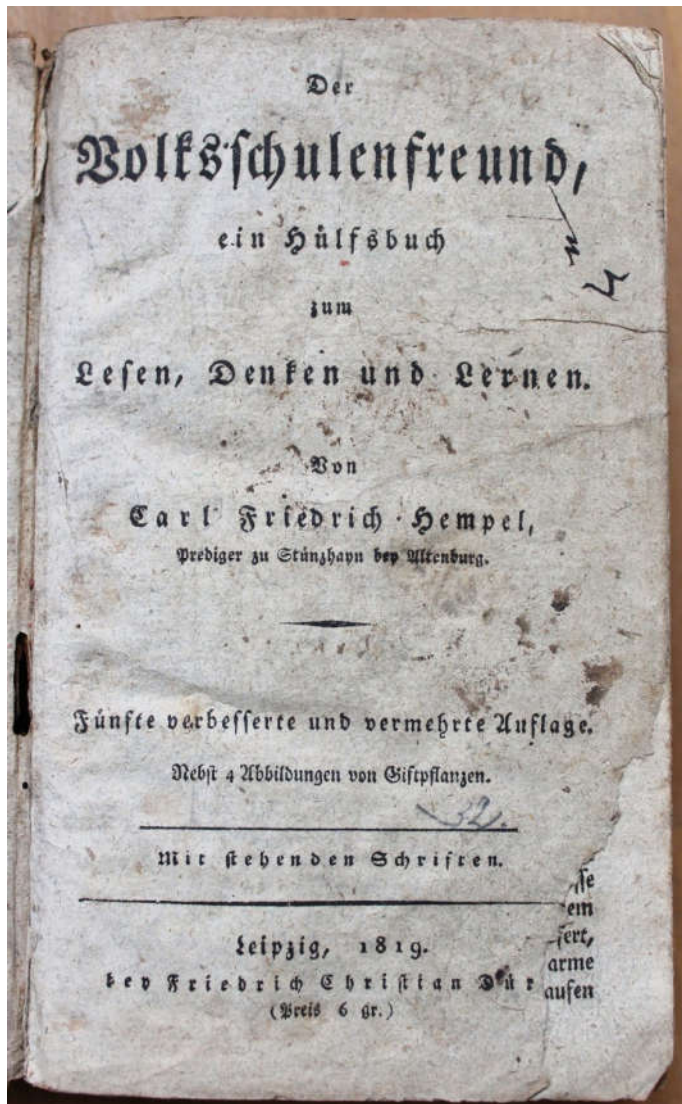 Der
Volksschulenfreund,
ein Hülfsbuch
zum
Lesen, Denken und Lernen.
Von
Carl Friedrich Hempel,
Prediger zu Stünzhayn bey Altenburg.
Fünfte verbesserte und vermehrte Auflage.
Nebst 4 Abbildungen von Giftpflanzen.
32.
Mit stehenden Schriften.
Leipzig, 1819.
bey Friedrich Christian Dür
(Preis 6 gr.)
sse
ein
fert,
arme
aufen